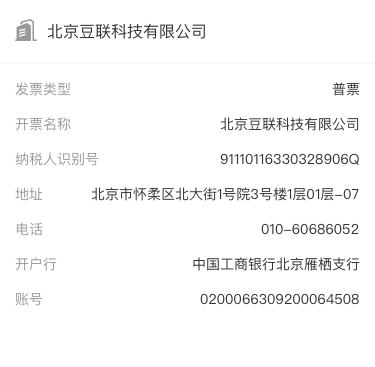 北京豆联科技有限公司
发票类型 普票
开票名称 北京豆联科技有限公司
纳税人识别号 91110116330328906Q
地址 北京市怀柔区北大街1号院3号楼1层01层-07
电话 010-60686052
开户行 中国工商银行北京雁栖支行
账号 0200066309200064508